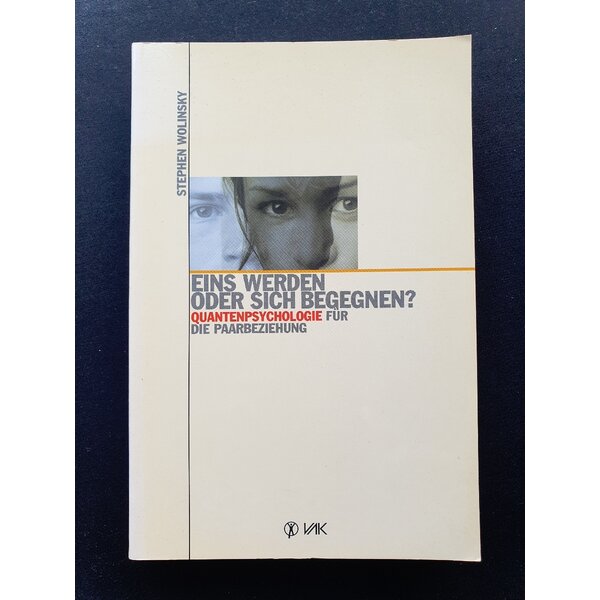 STEPHEN WOLINSKY
EINS WERDEN
ODER SICH BEGEGNEN?
QUANTENPSYCHOLOGIE FÜR
DIE PAARBEZIEHUNG
VAK